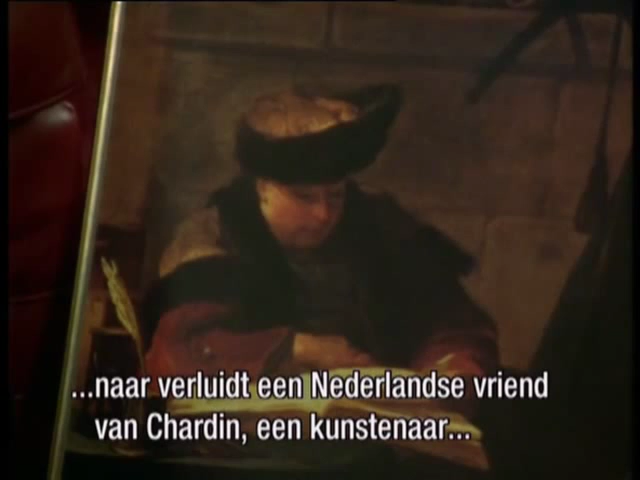 ...naar verluidt een Nederlandse vriend
van Chardin, een kunstenaar...